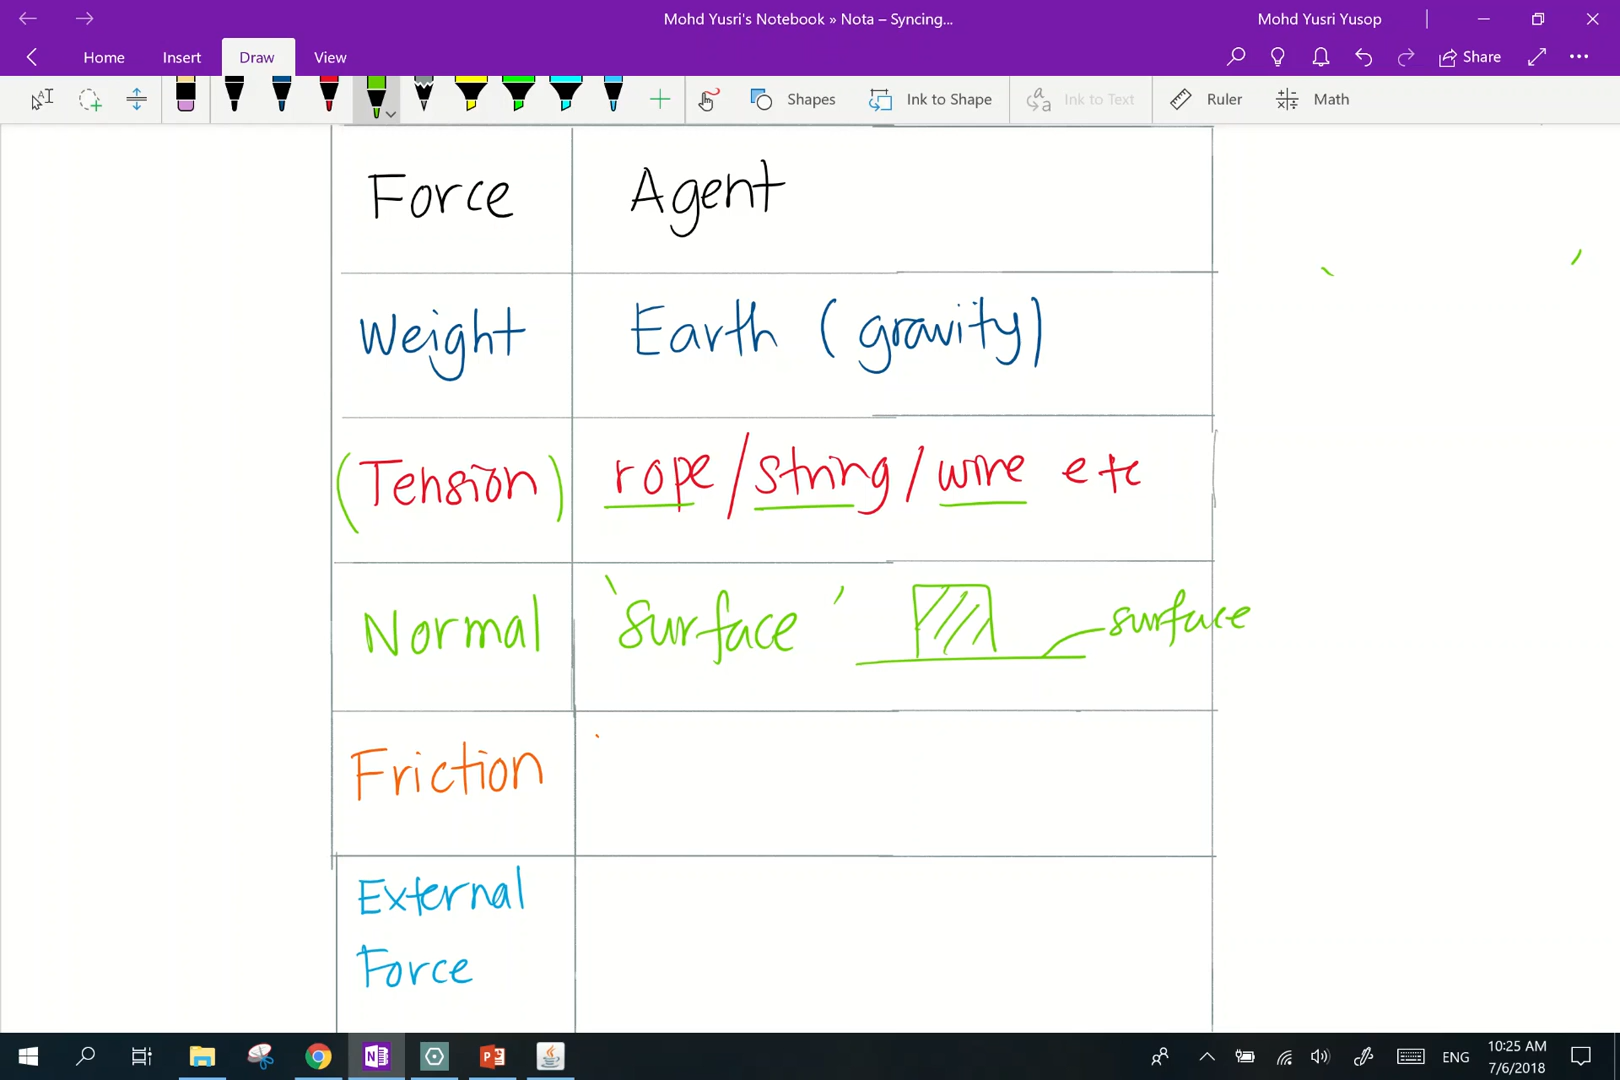 Mohd Yusri's Notebook » Nota – Syncing...
Mohd Yusri Yusop
Home Insert Draw View
Share
Shapes Ink to Shape Ink to Text Ruler Math
Force Agent
Weight Earth (gravity)
(Tension) rope/string/wire etc
Normal 'surface' surface
Friction
External
Force
ENG
10:25 AM
7/6/2018